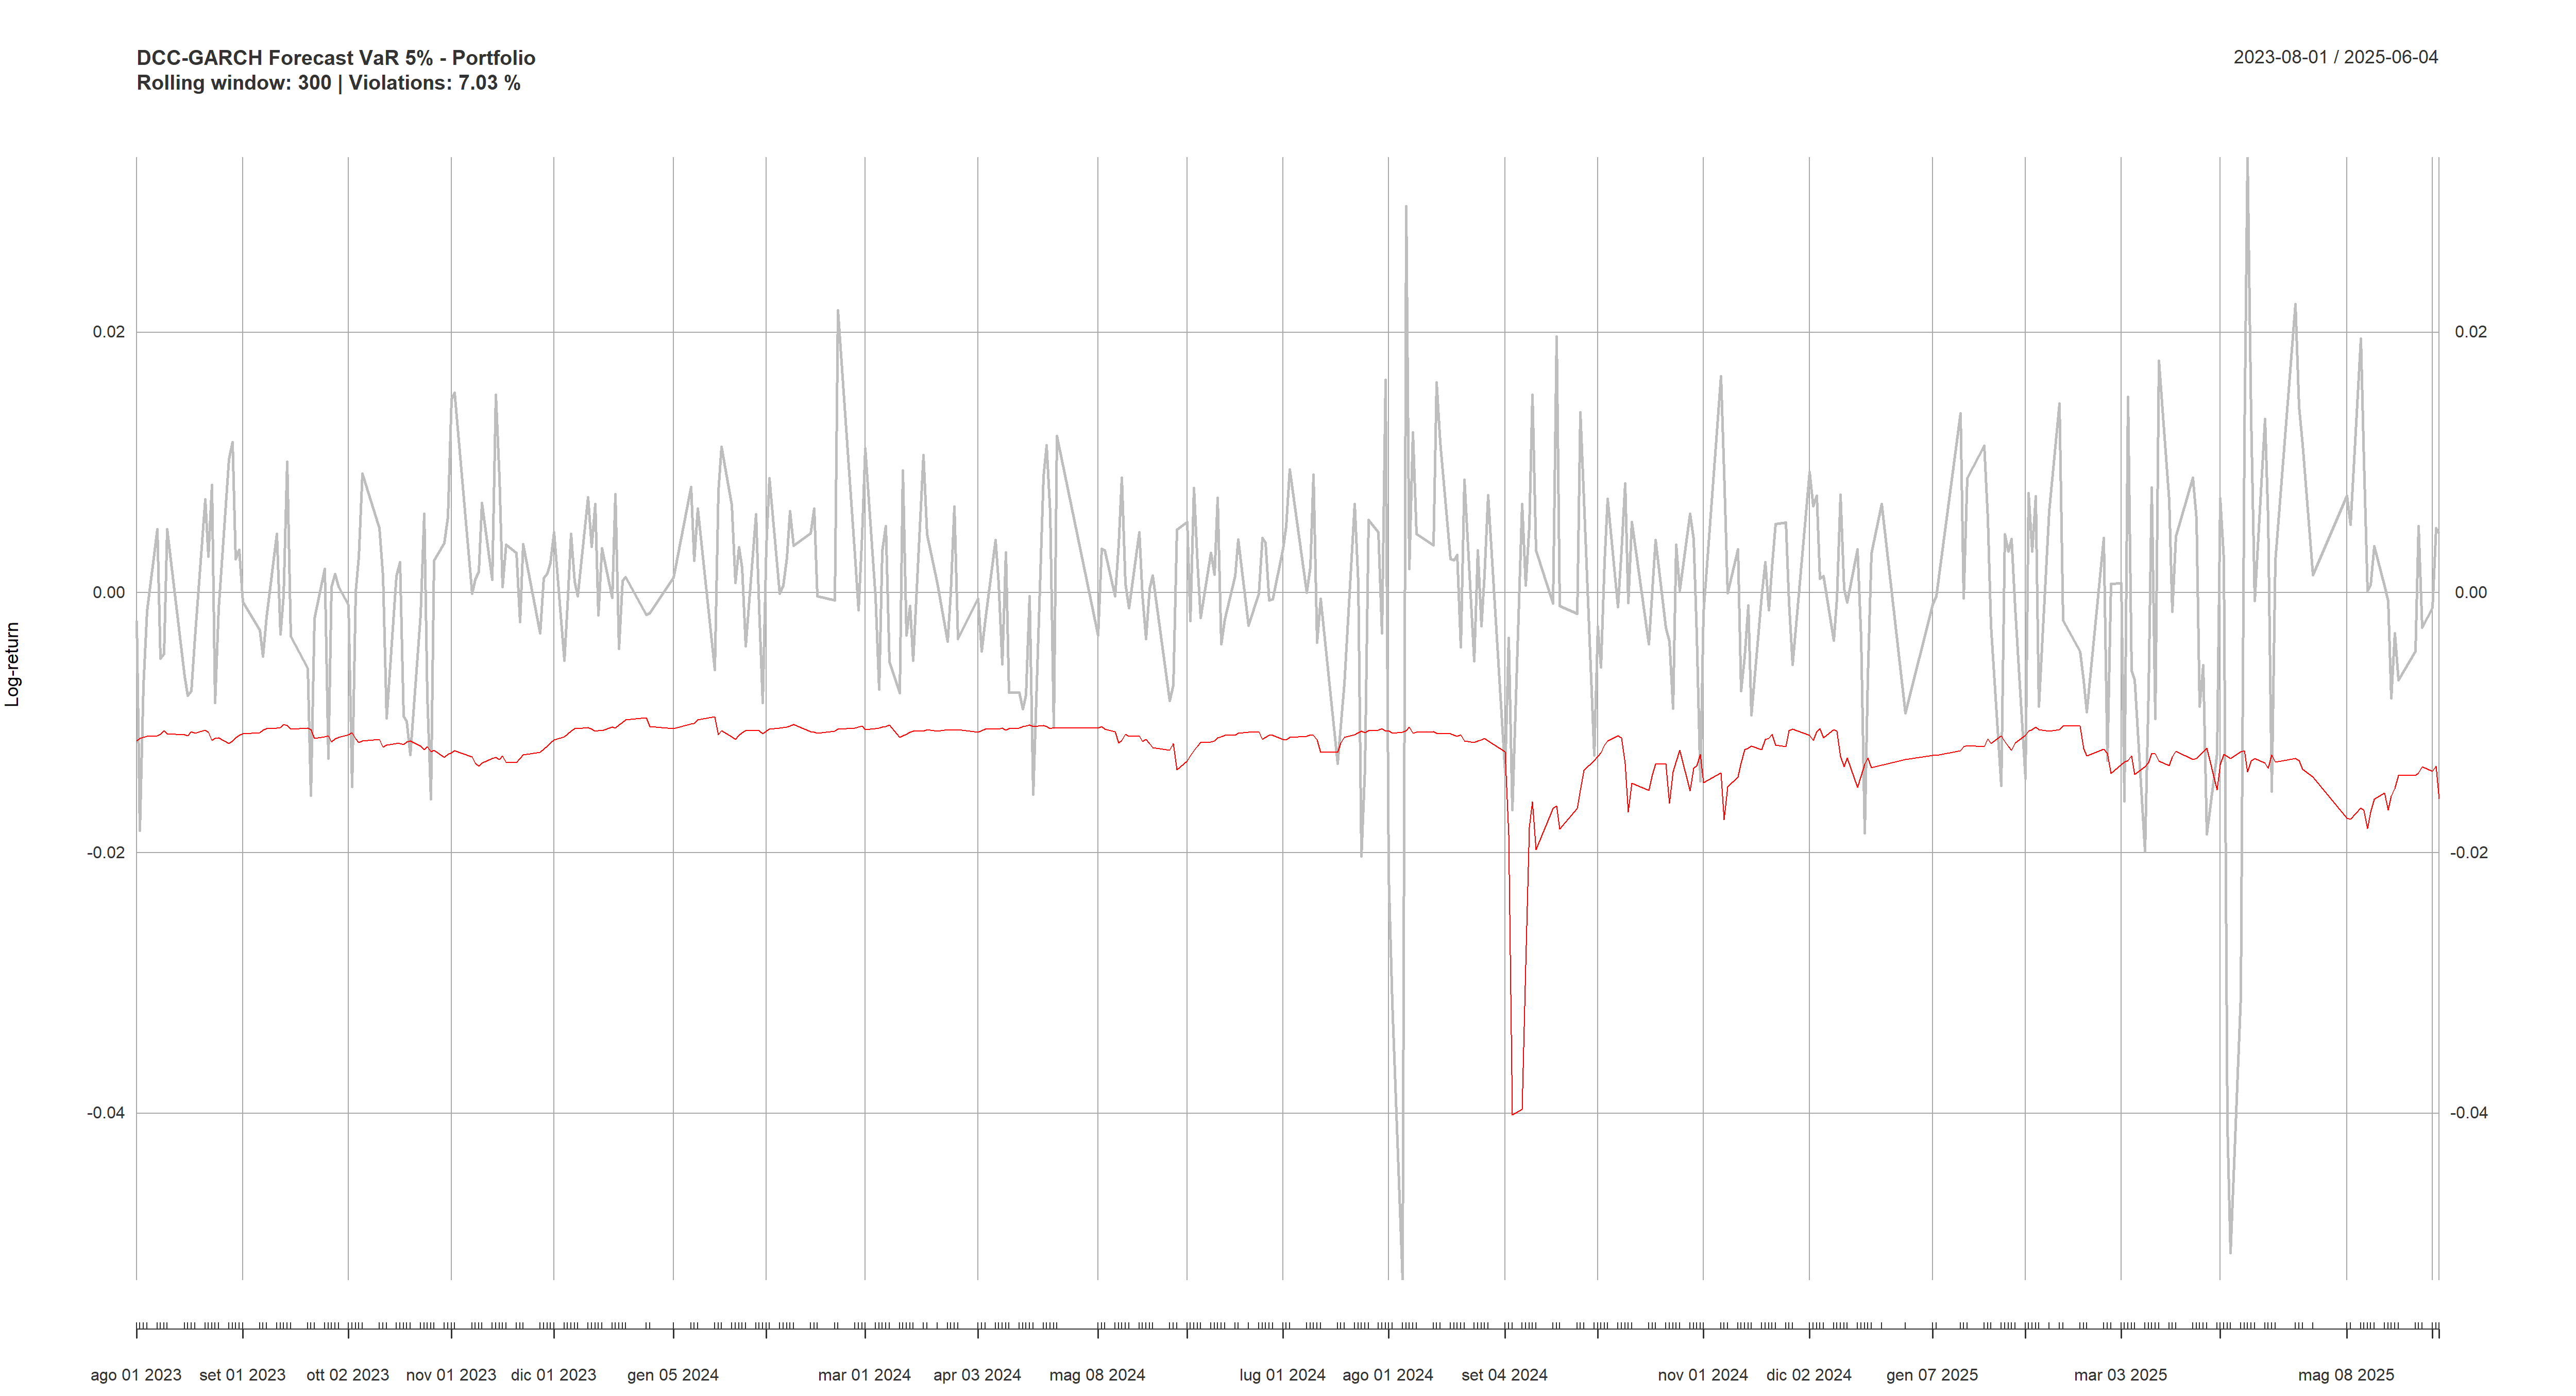 DCC-GARCH Forecast VaR 5% - Portfolio
Rolling window: 300 | Violations: 7.03 %
2023-08-01 / 2025-06-04
Log-return
0.02
0.00
-0.02
-0.04
0.02
0.00
-0.02
-0.04
ago 01 2023 set 01 2023 ott 02 2023 nov 01 2023 dic 01 2023 gen 05 2024 mar 01 2024 apr 03 2024 mag 08 2024 lug 01 2024 ago 01 2024 set 04 2024 nov 01 2024 dic 02 2024 gen 07 2025 mar 03 2025 mag 08 2025